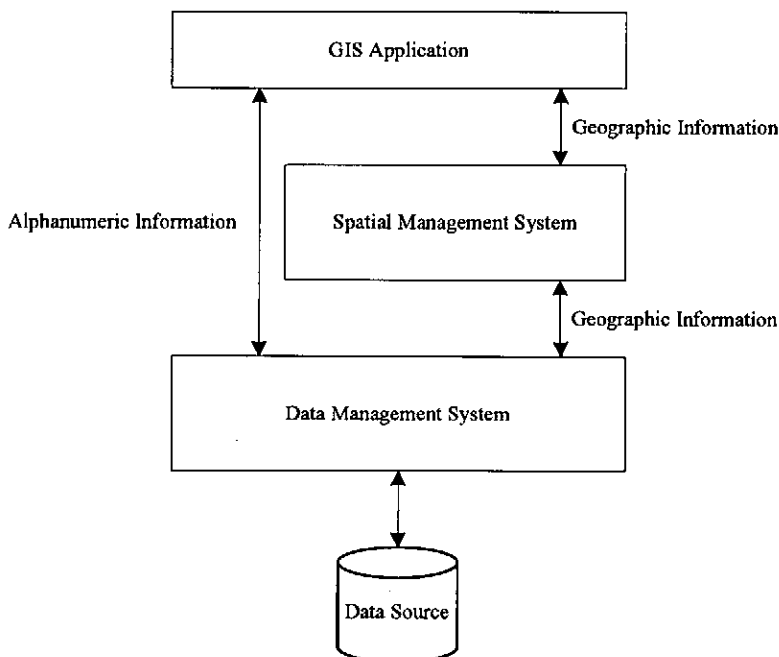 GIS Application
Geographic Information
Alphanumeric Information
Spatial Management System
Geographic Information
Data Management System
Data Source